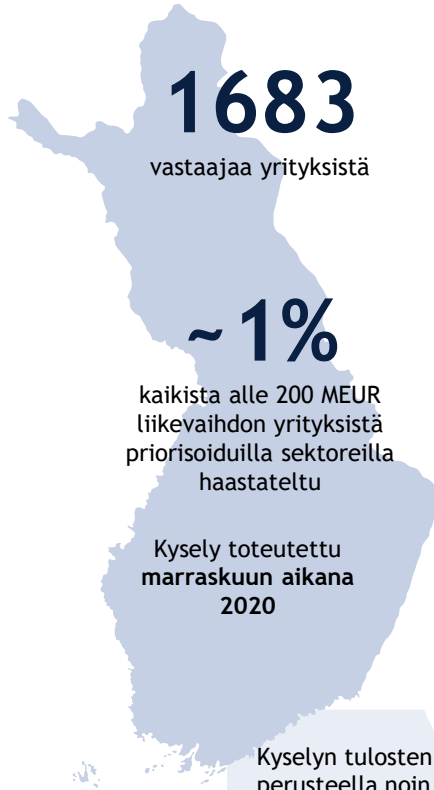 1683
vastaajaa yrityksistä
~1%
kaikista alle 200 MEUR
liikevaihdon yrityksistä
priorisoiduilla sektoreilla
haastateltu
Kysely toteutettu
marraskuun aikana
2020
Kyselyn tulosten
perusteella noin